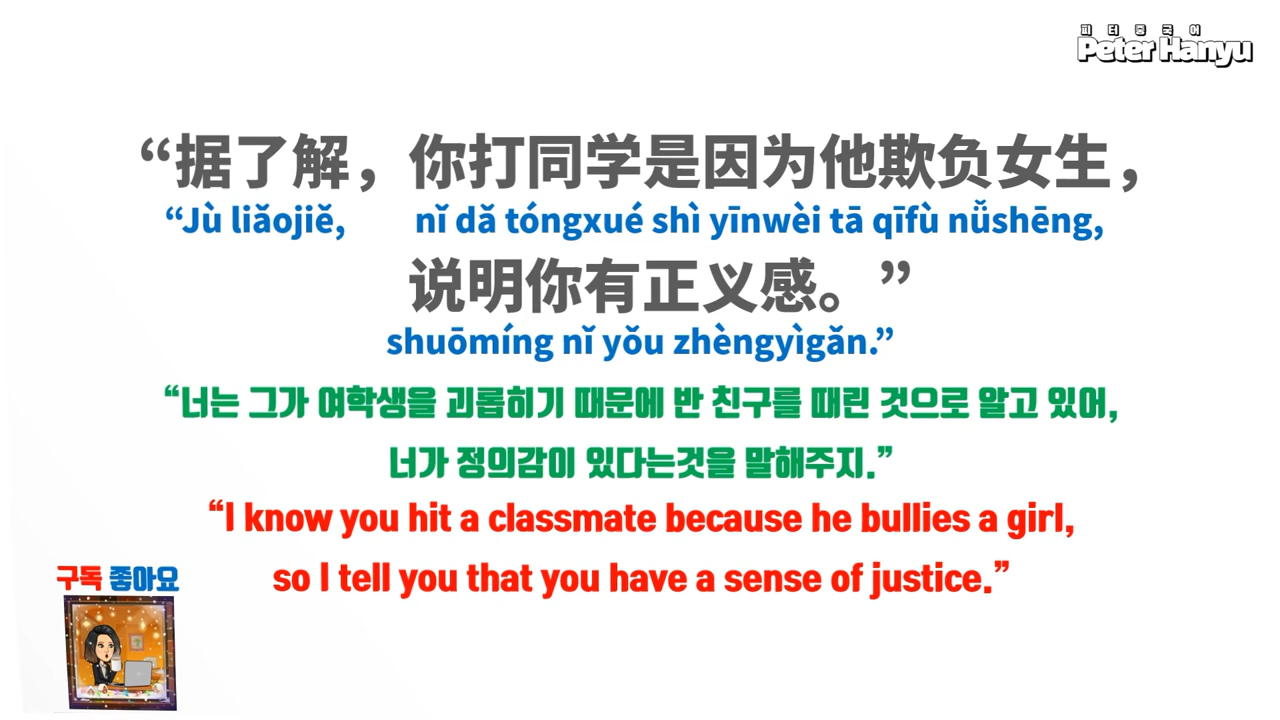 피터중국어
Peter Hanyu
“据了解，你打同学是因为他欺负女生，
“Jù liǎojiě, nǐ dǎ tóngxué shì yīnwèi tā qīfù nǚshēng,
说明你有正义感。”
shuōmíng nǐ yǒu zhèngyìgǎn.”
“너는 그가 여학생을 괴롭히기 때문에 반 친구를 때린 것으로 알고 있어,
너가 정의감이 있다는것을 말해주지.”
“I know you hit a classmate because he bullies a girl,
so I tell you that you have a sense of justice.”
구독 좋아요